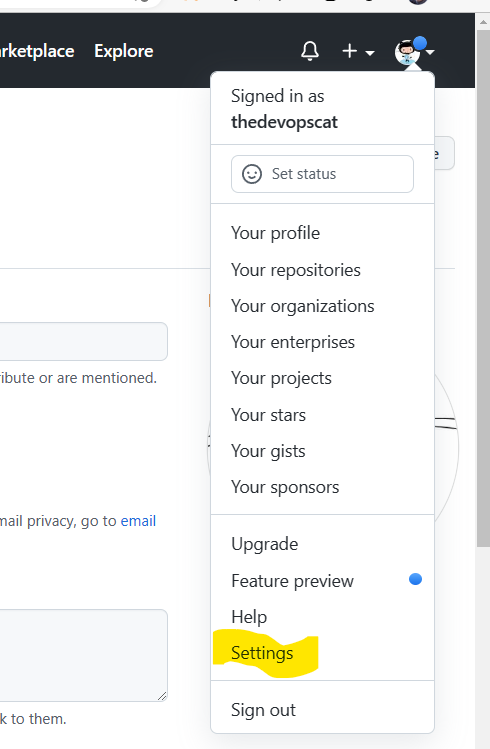 rketplace Explore
Signed in as
thedevopscat
Set status
Your profile
Your repositories
Your organizations
ribute or are mentioned.
Your enterprises
Your projects
Your stars
Your gists
Your sponsors
mail privacy, go to email
Upgrade
Feature preview
Help
Settings
Sign out
k to them.